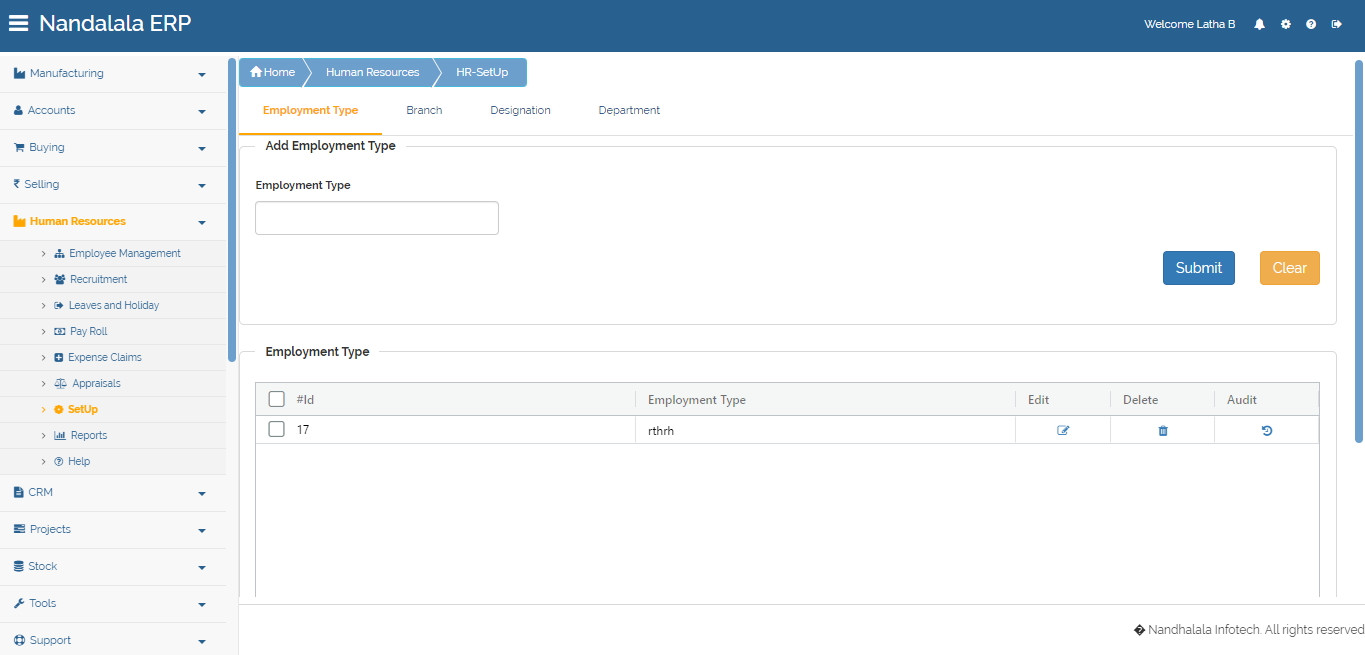 Nandalala ERP
Welcome Latha B
Manufacturing
Accounts
Buying
Selling
Human Resources
Employee Management
Recruitment
Leaves and Holiday
Pay Roll
Expense Claims
Appraisals
SetUp
Reports
Help
CRM
Projects
Stock
Tools
Support
Home Human Resources HR-SetUp
Employment Type Branch Designation Department
Add Employment Type
Employment Type
Submit Clear
Employment Type
#Id Employment Type Edit Delete Audit
17 rthrh
� Nandhalala Infotech. All rights reserved